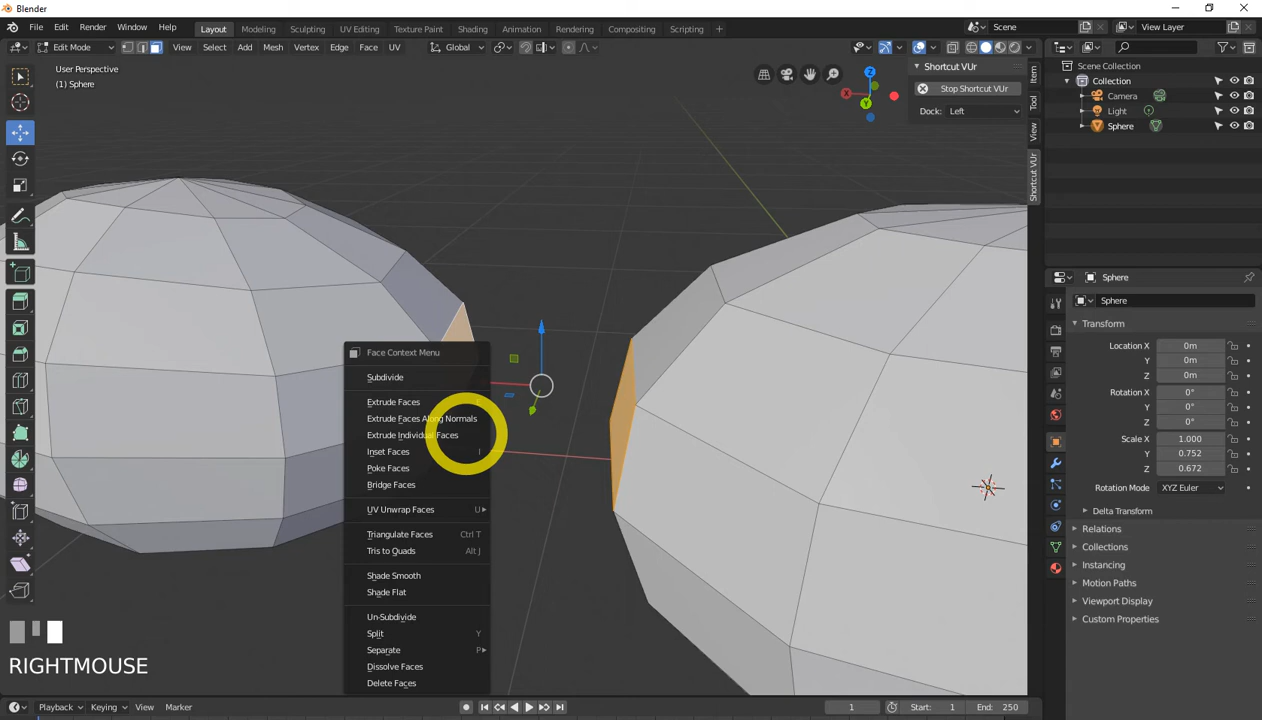 Blender
File Edit Render Window Help
Layout Modeling Sculpting UV Editing Texture Paint Shading Animation Rendering Compositing Scripting +
Scene
View Layer
Edit Mode View Select Add Mesh Vertex Edge Face UV
Global
User Perspective
(1) Sphere
Shortcut VUr
Stop Shortcut VUr
Dock: Left
Item
Tool
View
Shortcut VUr
X
Y
Z
Scene Collection
Collection
Camera
Light
Sphere
Sphere
Sphere
Transform
Location X 0m
Y 0m
Z 0m
Rotation X 0°
Y 0°
Z 0°
Scale X 1.000
Y 0.752
Z 0.672
Rotation Mode XYZ Euler
Delta Transform
Relations
Collections
Instancing
Motion Paths
Viewport Display
Custom Properties
Face Context Menu
Subdivide
Extrude Faces E
Extrude Faces Along Normals
Extrude Individual Faces
Inset Faces I
Poke Faces
Bridge Faces
UV Unwrap Faces U
Triangulate Faces Ctrl T
Tris to Quads Alt J
Shade Smooth
Shade Flat
Un-Subdivide
Split Y
Separate P
Dissolve Faces
Delete Faces
RIGHTMOUSE
Playback Keying View Marker
1 Start: 1 End: 250